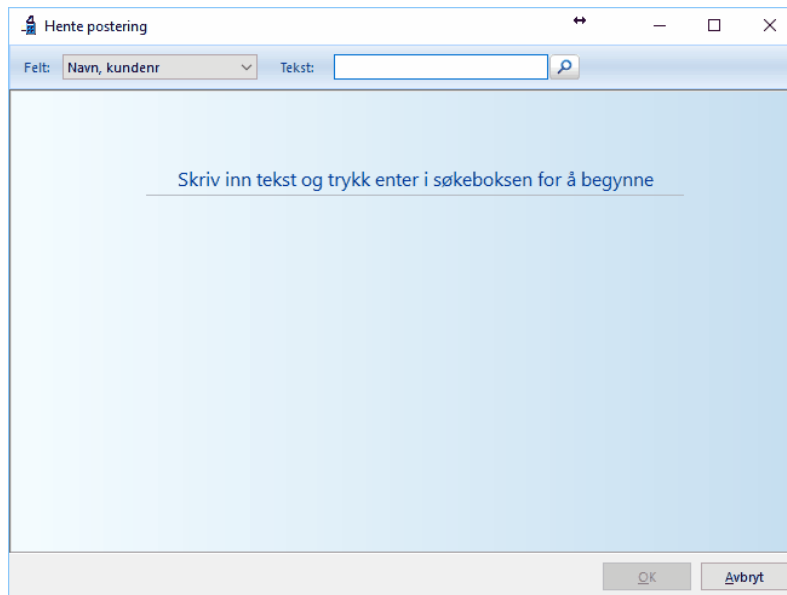 Hente postering
Felt: Navn, kundenr Tekst:
Skriv inn tekst og trykk enter i søkeboksen for å begynne
OK Avbryt